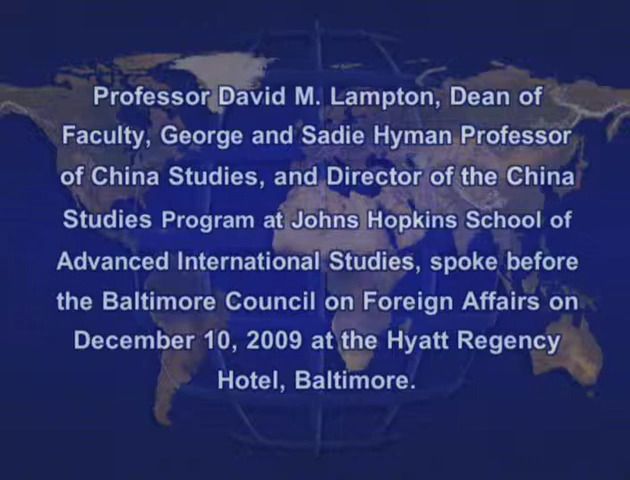 Professor David M. Lampton, Dean of
Faculty, George and Sadie Hyman Professor
of China Studies, and Director of the China
Studies Program at Johns Hopkins School of
Advanced International Studies, spoke before
the Baltimore Council on Foreign Affairs on
December 10, 2009 at the Hyatt Regency
Hotel, Baltimore.